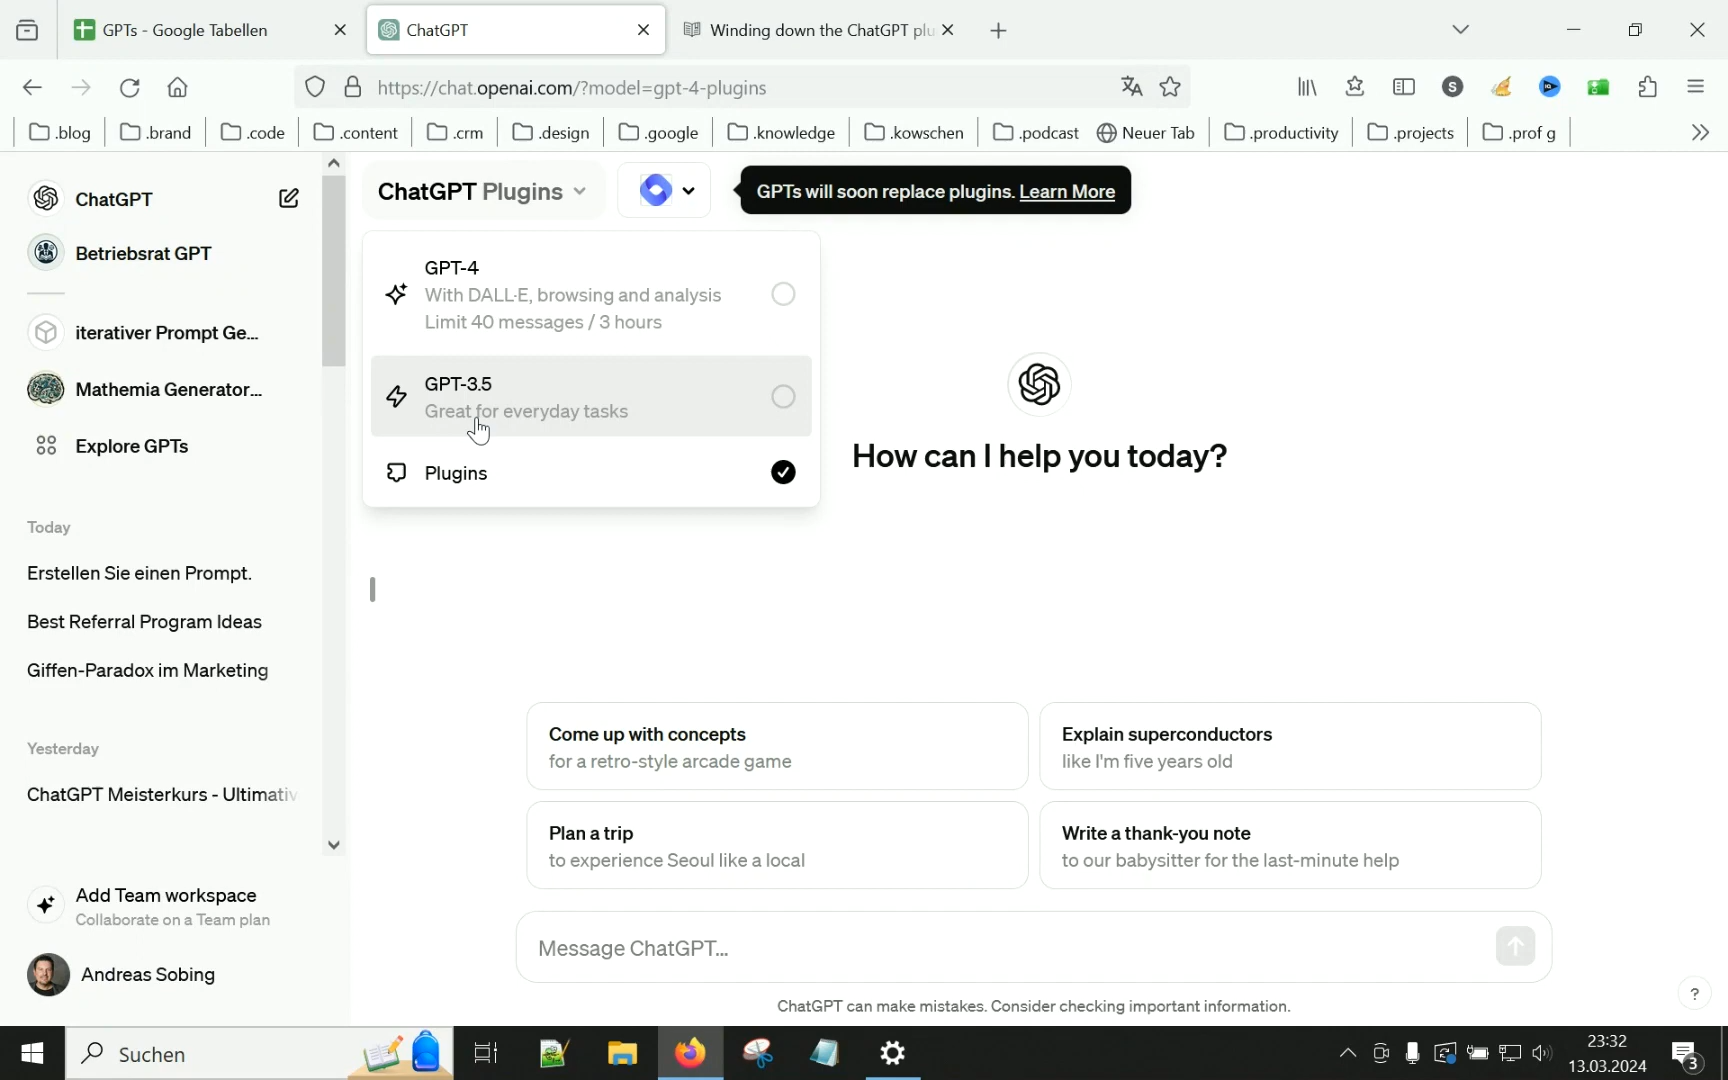 GPTs - Google Tabellen
ChatGPT
Winding down the ChatGPT plu
https://chat.openai.com/?model=gpt-4-plugins
S
.blog
.brand
.code
.content
.crm
.design
.google
.knowledge
.kowschen
.podcast
Neuer Tab
.productivity
.projects
.prof g
ChatGPT
Betriebsrat GPT
iterativer Prompt Ge...
Mathemia Generator...
Explore GPTs
Today
Erstellen Sie einen Prompt.
Best Referral Program Ideas
Giffen-Paradox im Marketing
Yesterday
ChatGPT Meisterkurs - Ultimativ
Add Team workspace
Collaborate on a Team plan
Andreas Sobing
ChatGPT Plugins
GPTs will soon replace plugins. Learn More
GPT-4
With DALL·E, browsing and analysis
Limit 40 messages / 3 hours
GPT-3.5
Great for everyday tasks
Plugins
How can I help you today?
Come up with concepts
for a retro-style arcade game
Explain superconductors
like I'm five years old
Plan a trip
to experience Seoul like a local
Write a thank-you note
to our babysitter for the last-minute help
Message ChatGPT...
ChatGPT can make mistakes. Consider checking important information.
?
Suchen
23:32
13.03.2024
3